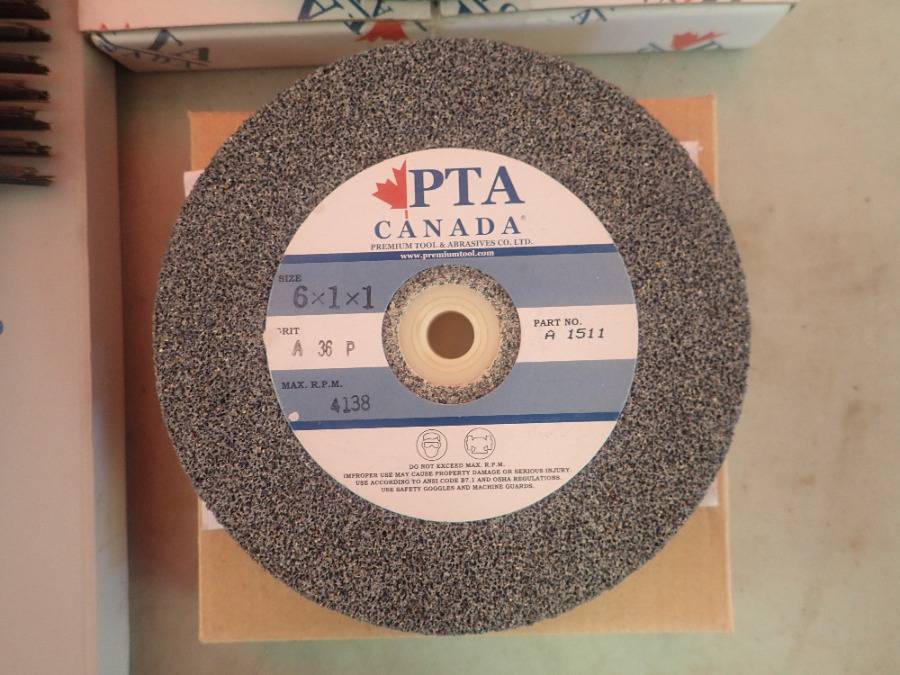 PTA
CANADA®
PREMIUM TOOL & ABRASIVES CO. LTD.
www.premiumtool.com
SIZE
6×1×1
GRIT
A 36 P
PART NO.
A 1511
MAX. R.P.M.
4138
DO NOT EXCEED MAX. R.P.M.
IMPROPER USE MAY CAUSE PROPERTY DAMAGE OR SERIOUS INJURY.
USE ACCORDING TO ANSI CODE B7.1 AND OSHA REGULATIONS.
USE SAFETY GOGGLES AND MACHINE GUARDS.